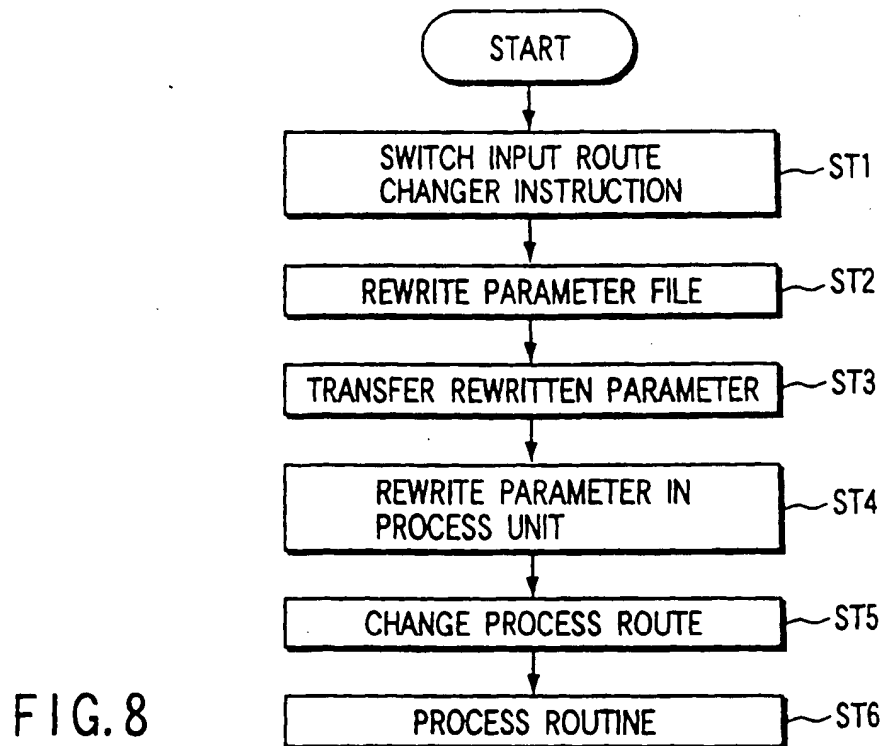 START
SWITCH INPUT ROUTE
CHANGER INSTRUCTION
ST1
REWRITE PARAMETER FILE
ST2
TRANSFER REWRITTEN PARAMETER
ST3
REWRITE PARAMETER IN
PROCESS UNIT
ST4
CHANGE PROCESS ROUTE
ST5
PROCESS ROUTINE
ST6
FIG.8